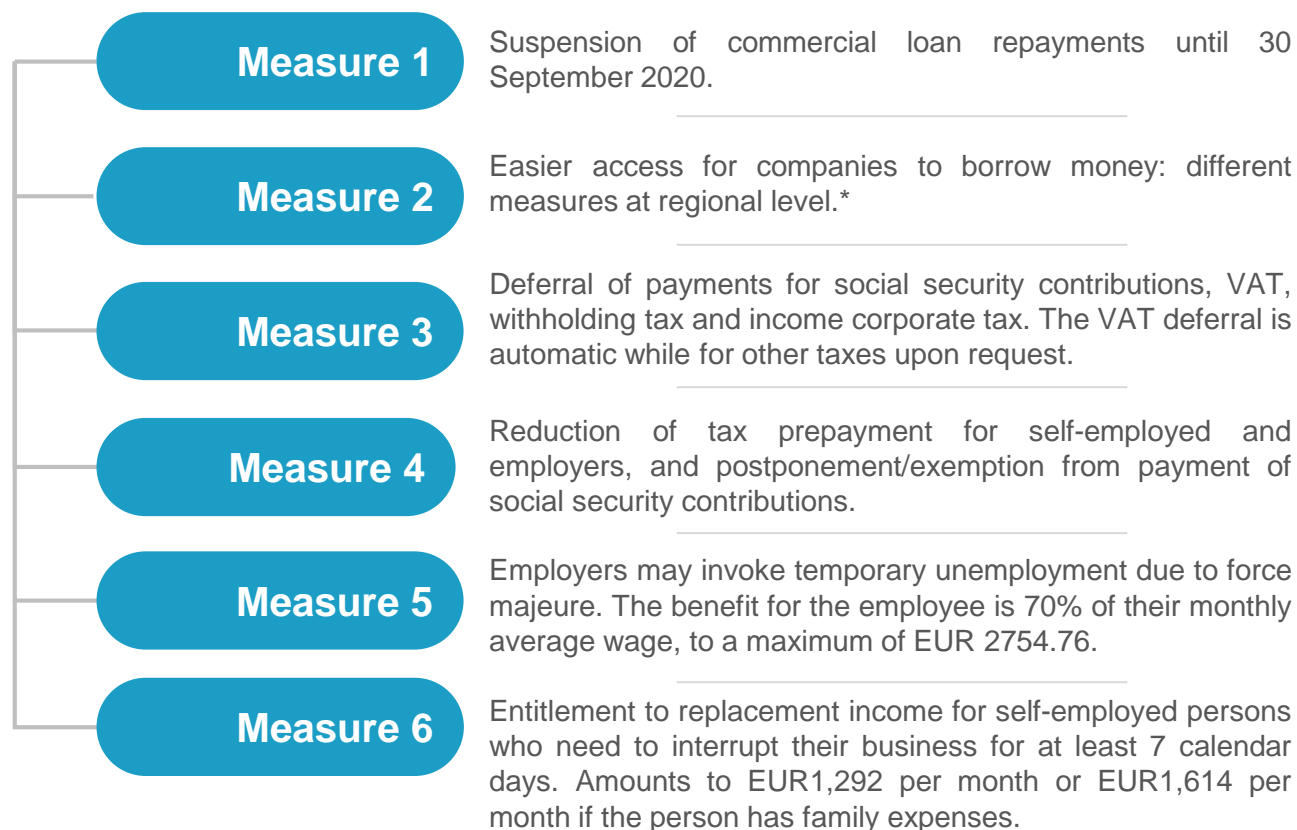 Measure 1
Suspension of commercial loan repayments until 30
September 2020.
Measure 2
Easier access for companies to borrow money: different
measures at regional level.*
Measure 3
Deferral of payments for social security contributions, VAT,
withholding tax and income corporate tax. The VAT deferral is
automatic while for other taxes upon request.
Measure 4
Reduction of tax prepayment for self-employed and
employers, and postponement/exemption from payment of
social security contributions.
Measure 5
Employers may invoke temporary unemployment due to force
majeure. The benefit for the employee is 70% of their monthly
average wage, to a maximum of EUR 2754.76.
Measure 6
Entitlement to replacement income for self-employed persons
who need to interrupt their business for at least 7 calendar
days. Amounts to EUR1,292 per month or EUR1,614 per
month if the person has family expenses.